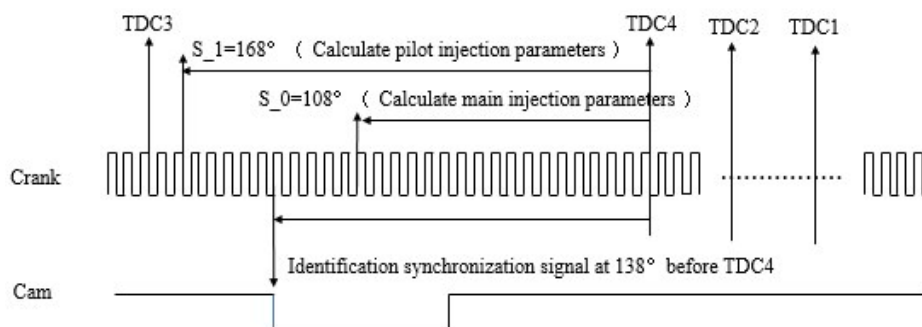 TDC3 TDC4 TDC2 TDC1
S_1=168° ( Calculate pilot injection parameters )
S_0=108° ( Calculate main injection parameters )
Crank
Identification synchronization signal at 138° before TDC4
Cam